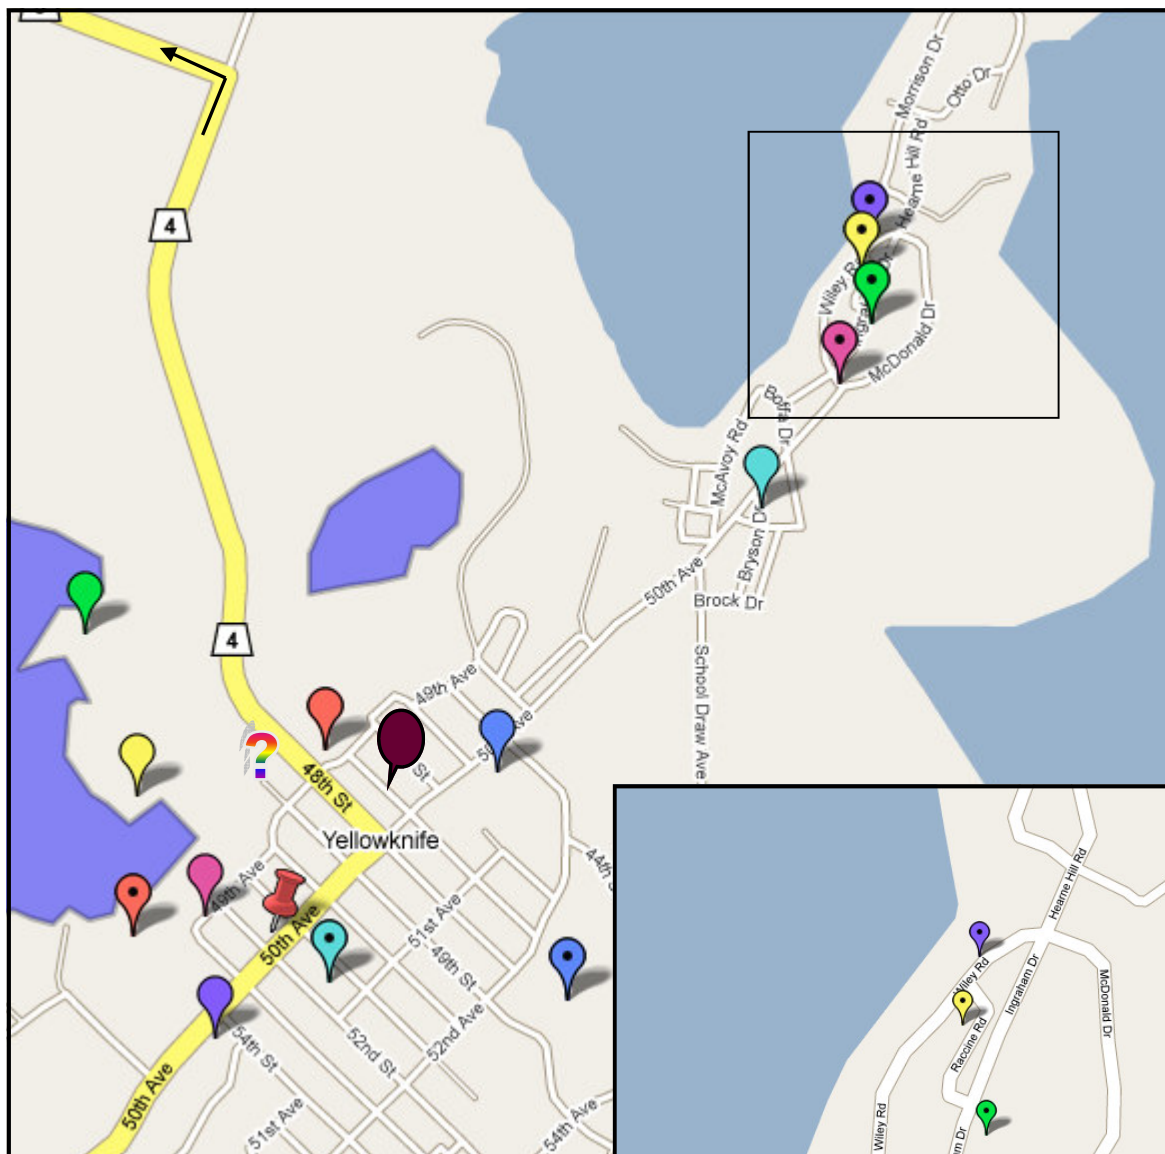 Morrison Dr
Otto Dr
Hearne Hill Rd
4
Wiley Rd
McDonald Dr
Boffa Dr
McAvoy Rd
Bryson Dr
50th Ave
Brock Dr
4
School Draw Ave
49th Ave
?
48th St
St
Yellowknife
44th S
49th Ave
50th Ave
51st Ave
49th St
54th St
52nd St
52nd Ave
50th Ave
51st Ave
54th Ave
Hearne Hill Rd
Wiley Rd
Ingraham Dr
McDonald Dr
Raccine Rd
Wiley Rd
m Dr